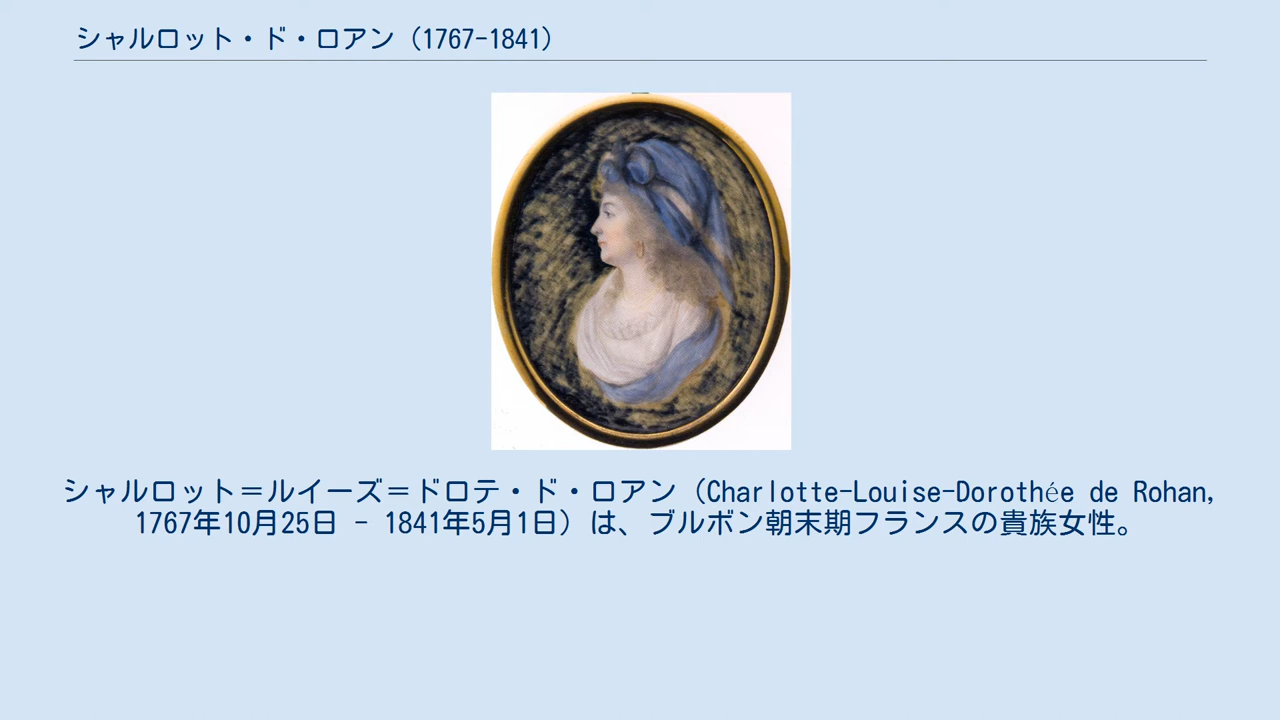 シャルロット・ド・ロアン（1767-1841）
シャルロット＝ルイーズ＝ドロテ・ド・ロアン（Charlotte-Louise-Dorothée de Rohan,
1767年10月25日 - 1841年5月1日）は、ブルボン朝末期フランスの貴族女性。